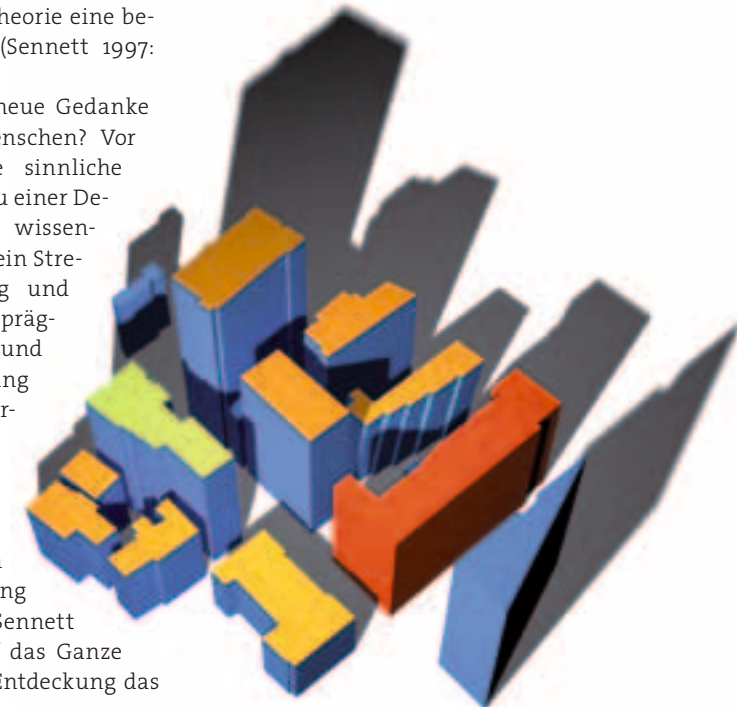 heorie eine be-
(Sennett 1997:
neue Gedanke
enschen? Vor
sinnliche
u einer De-
wissen-
ein Stre-
g und
präg-
und
ung
r-
ng
Sennett
das Ganze
Entdeckung das